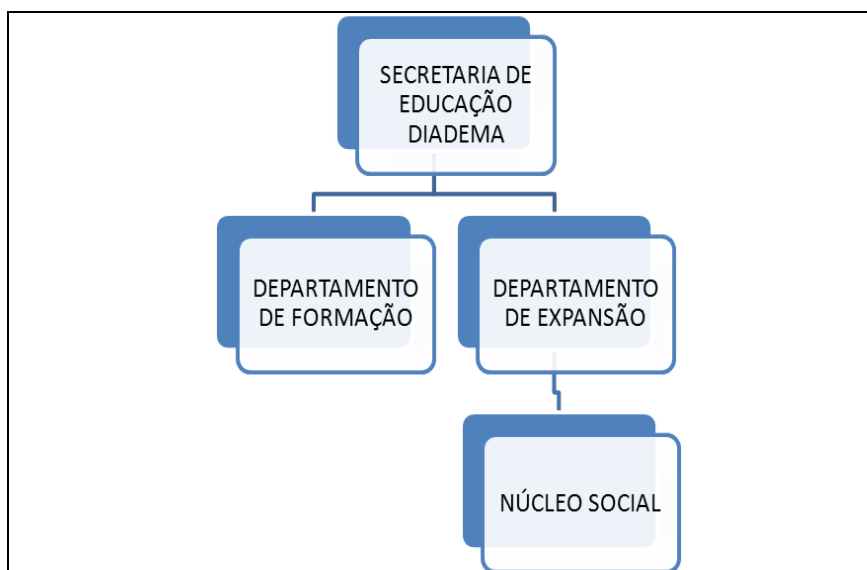 SECRETARIA DE
EDUCAÇÃO
DIADEMA
DEPARTAMENTO
DE FORMAÇÃO
DEPARTAMENTO
DE EXPANSÃO
NÚCLEO SOCIAL